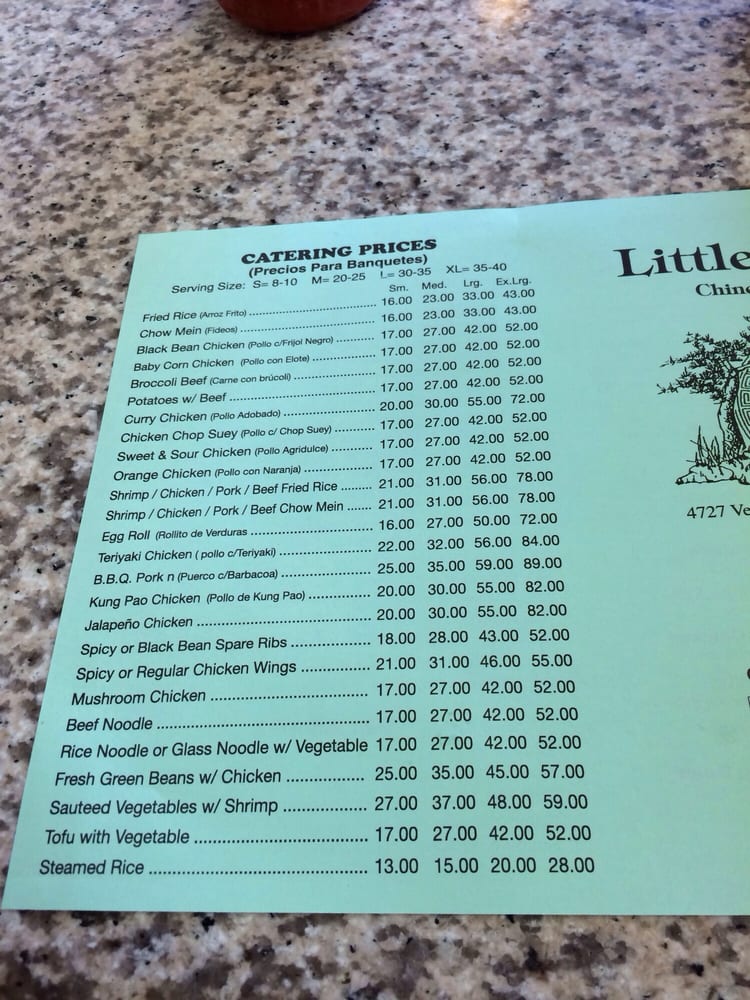 CATERING PRICES
(Precios Para Banquetes)
Serving Size: S= 8-10 M= 20-25 L= 30-35 XL= 35-40
Sm. Med. Lrg. Ex.Lrg.
Fried Rice (Arroz Frito) ........ 16.00 23.00 33.00 43.00
Chow Mein (Fideos) ........ 16.00 23.00 33.00 43.00
Black Bean Chicken (Pollo c/Frijol Negro) ........ 17.00 27.00 42.00 52.00
Baby Corn Chicken (Pollo con Elote) ........ 17.00 27.00 42.00 52.00
Broccoli Beef (Carne con brúcoli) ........ 17.00 27.00 42.00 52.00
Potatoes w/ Beef ........ 17.00 27.00 42.00 52.00
Curry Chicken (Pollo Adobado) ........ 20.00 30.00 55.00 72.00
Chicken Chop Suey (Pollo c/ Chop Suey) ........ 17.00 27.00 42.00 52.00
Sweet & Sour Chicken (Pollo Agridulce) ........ 17.00 27.00 42.00 52.00
Orange Chicken (Pollo con Naranja) ........ 17.00 27.00 42.00 52.00
Shrimp / Chicken / Pork / Beef Fried Rice ........ 21.00 31.00 56.00 78.00
Shrimp / Chicken / Pork / Beef Chow Mein ...... 21.00 31.00 56.00 78.00
Egg Roll (Rollito de Verduras ........ 16.00 27.00 50.00 72.00
Teriyaki Chicken ( pollo c/Teriyaki) ........ 22.00 32.00 56.00 84.00
B.B.Q. Pork n (Puerco c/Barbacoa) ........ 25.00 35.00 59.00 89.00
Kung Pao Chicken (Pollo de Kung Pao) ........ 20.00 30.00 55.00 82.00
Jalapeño Chicken ........ 20.00 30.00 55.00 82.00
Spicy or Black Bean Spare Ribs ........ 18.00 28.00 43.00 52.00
Spicy or Regular Chicken Wings ........ 21.00 31.00 46.00 55.00
Mushroom Chicken ........ 17.00 27.00 42.00 52.00
Beef Noodle ........ 17.00 27.00 42.00 52.00
Rice Noodle or Glass Noodle w/ Vegetable 17.00 27.00 42.00 52.00
Fresh Green Beans w/ Chicken ........ 25.00 35.00 45.00 57.00
Sauteed Vegetables w/ Shrimp ........ 27.00 37.00 48.00 59.00
Tofu with Vegetable ........ 17.00 27.00 42.00 52.00
Steamed Rice ........ 13.00 15.00 20.00 28.00
Little
Chine
4727 Ve